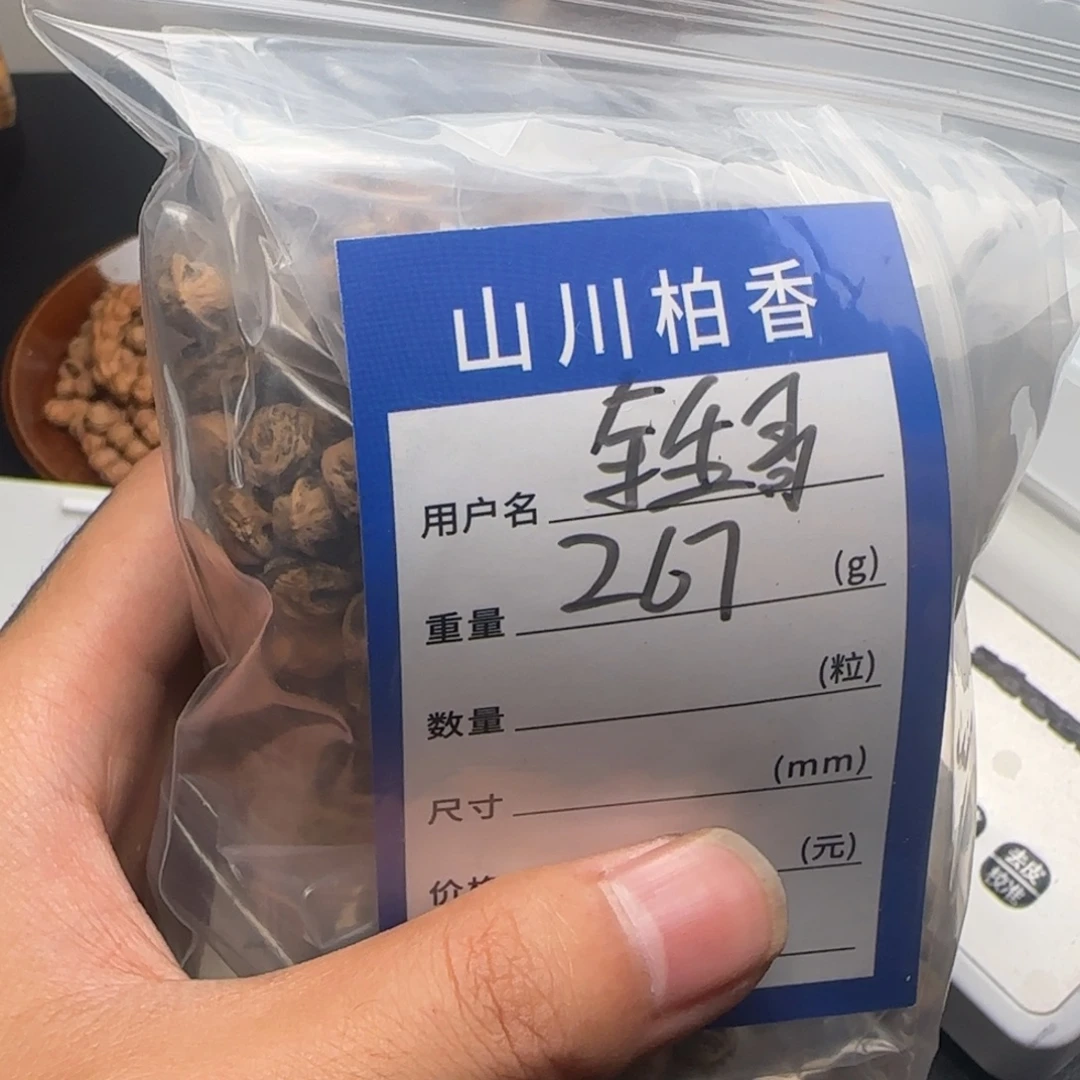 山川柏香
用户名
重量 267 (g)
数量 (粒)
尺寸 (mm)
(元)
去皮
校准